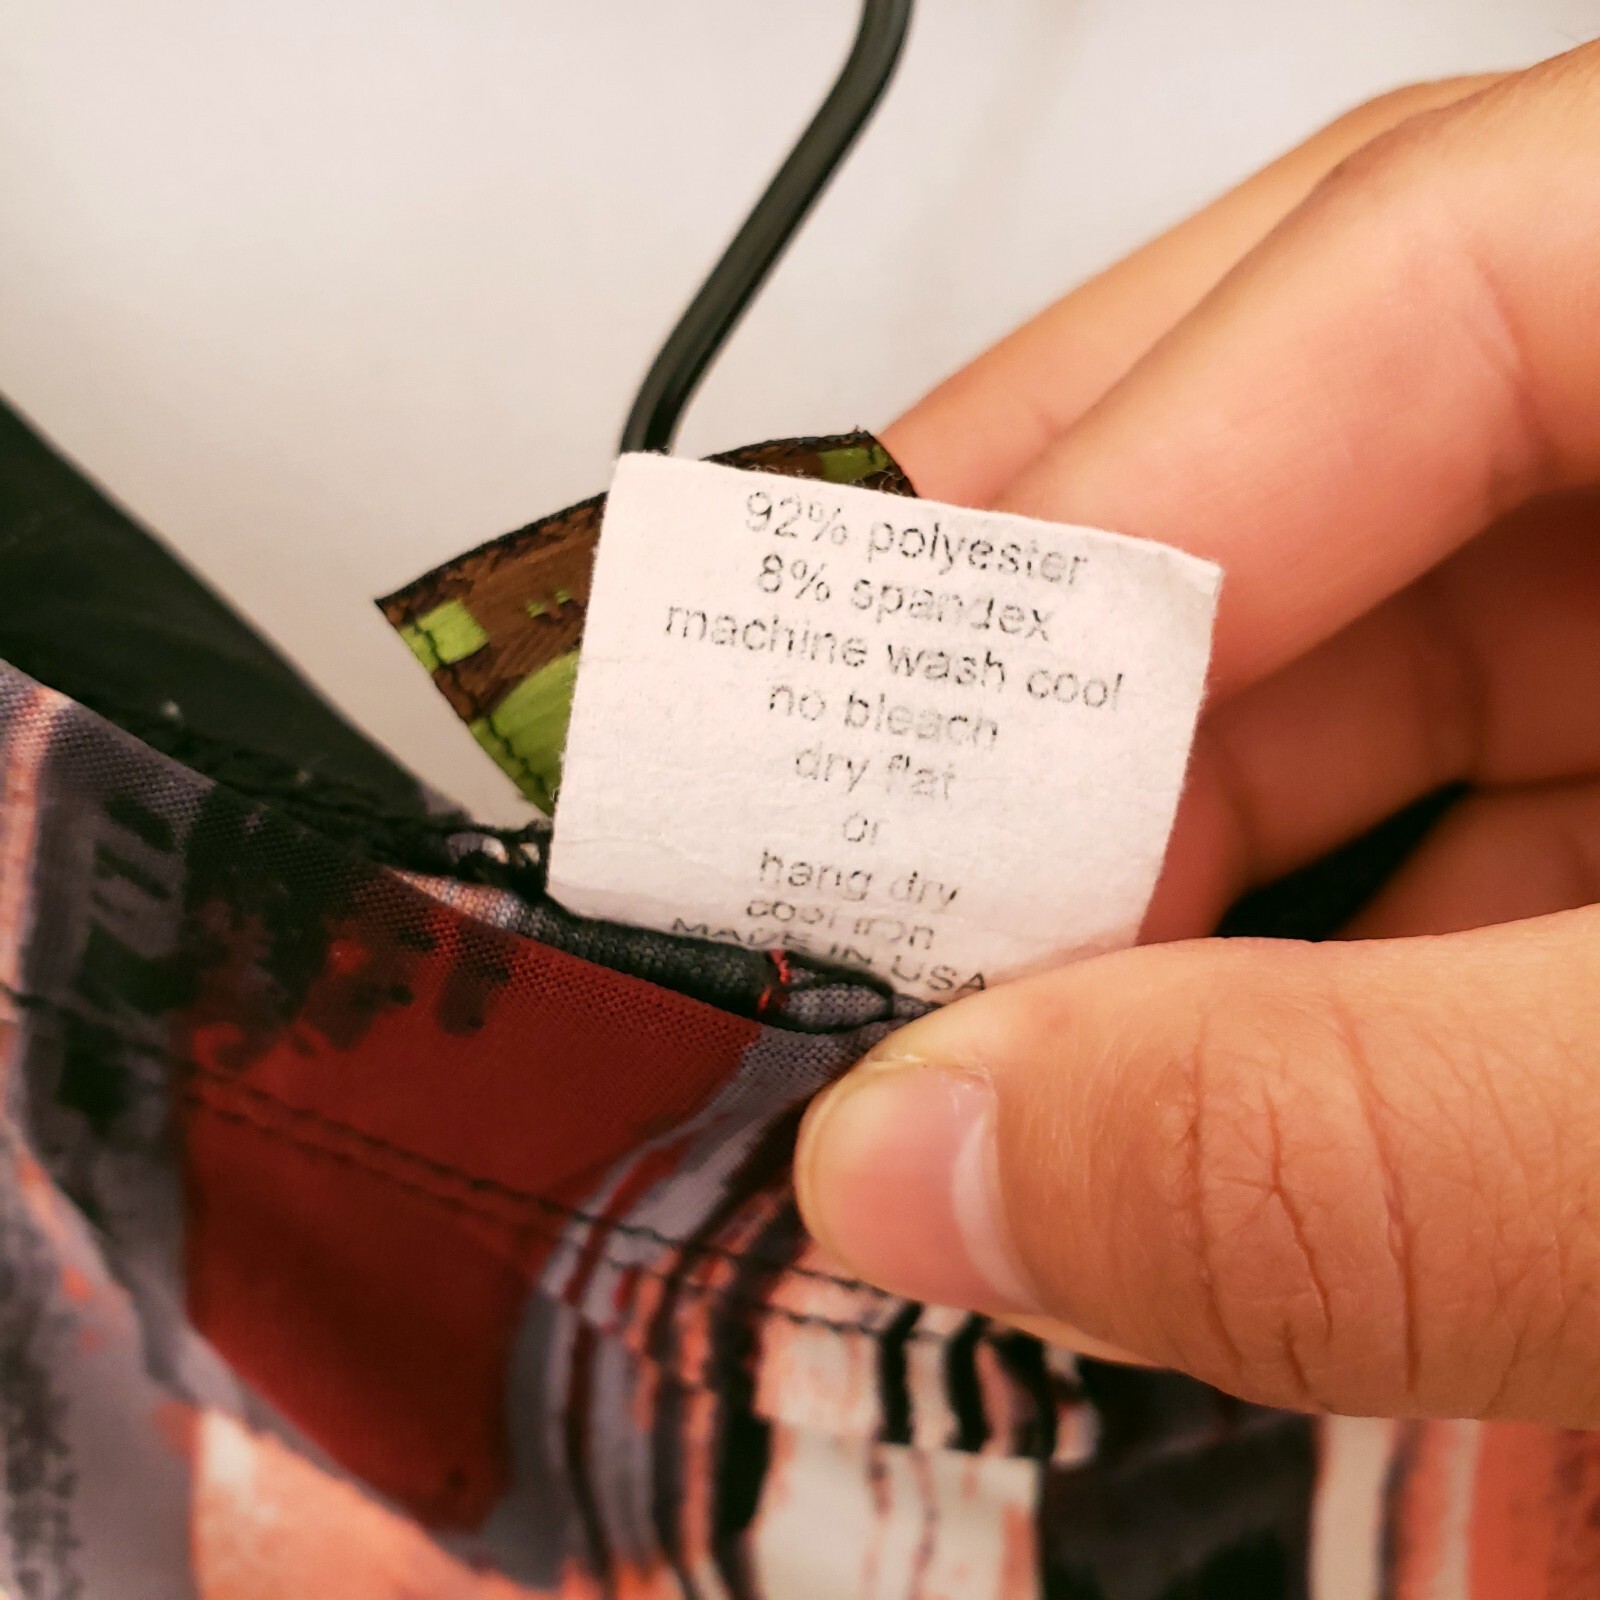 92% polyester
8% spandex
machine wash cool
no bleach
dry flat
or
hang dry
cool iron
MADE IN USA